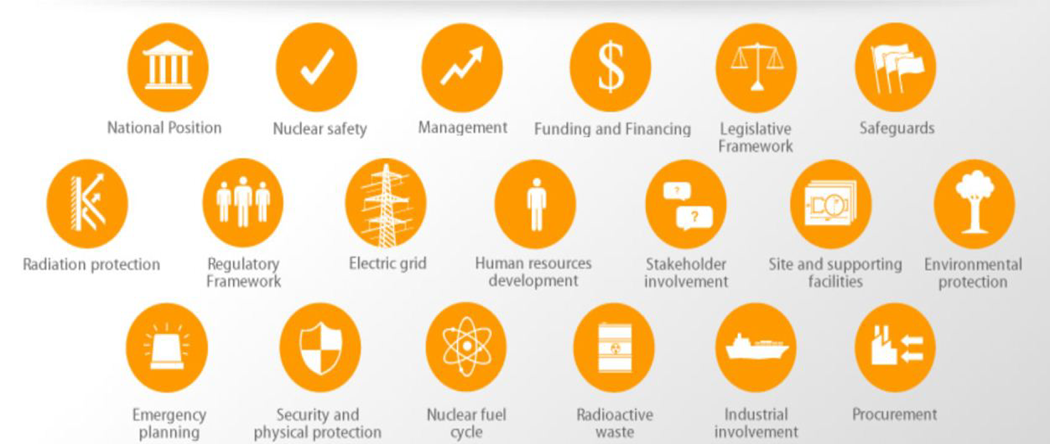 National Position
Nuclear safety
Management
Funding and Financing
Legislative
Framework
Safeguards
Radiation protection
Regulatory
Framework
Electric grid
Human resources
development
Stakeholder
involvement
Site and supporting
facilities
Environmental
protection
Emergency
planning
Security and
physical protection
Nuclear fuel
cycle
Radioactive
waste
Industrial
involvement
Procurement